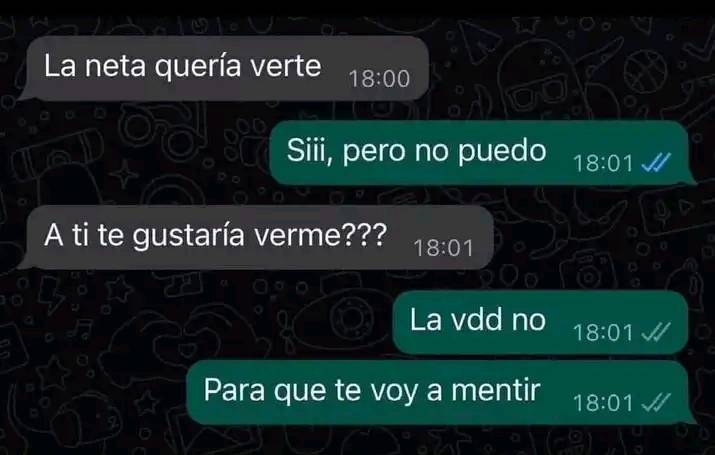 La neta quería verte 18:00
Siii, pero no puedo 18:01
A ti te gustaría verme??? 18:01
La vdd no 18:01
Para que te voy a mentir 18:01